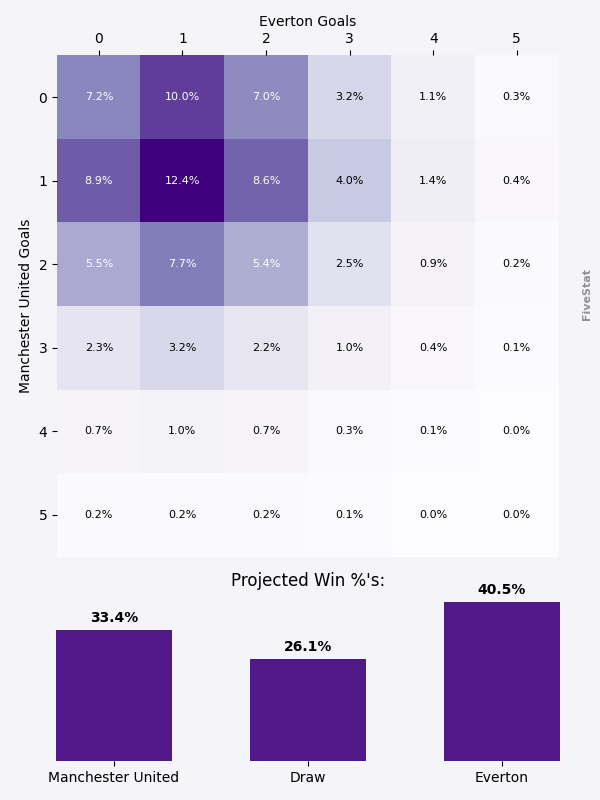 Everton Goals
0 1 2 3 4 5
0 7.2% 10.0% 7.0% 3.2% 1.1% 0.3%
1 8.9% 12.4% 8.6% 4.0% 1.4% 0.4%
2 5.5% 7.7% 5.4% 2.5% 0.9% 0.2%
3 2.3% 3.2% 2.2% 1.0% 0.4% 0.1%
4 0.7% 1.0% 0.7% 0.3% 0.1% 0.0%
5 0.2% 0.2% 0.2% 0.1% 0.0% 0.0%
Manchester United Goals
FiveStat
Projected Win %'s:
33.4% 26.1% 40.5%
Manchester United Draw Everton